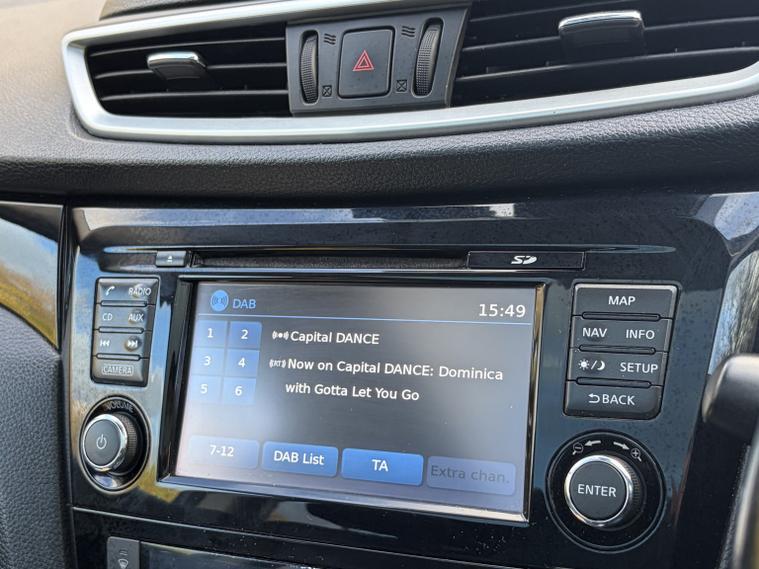 SD
RADIO
CD AUX
CAMERA
VOLUME
DAB
15:49
1 2
3 4
5 6
Capital DANCE
Now on Capital DANCE: Dominica
with Gotta Let You Go
7-12
DAB List
TA
Extra chan.
MAP
NAV INFO
SETUP
BACK
ENTER